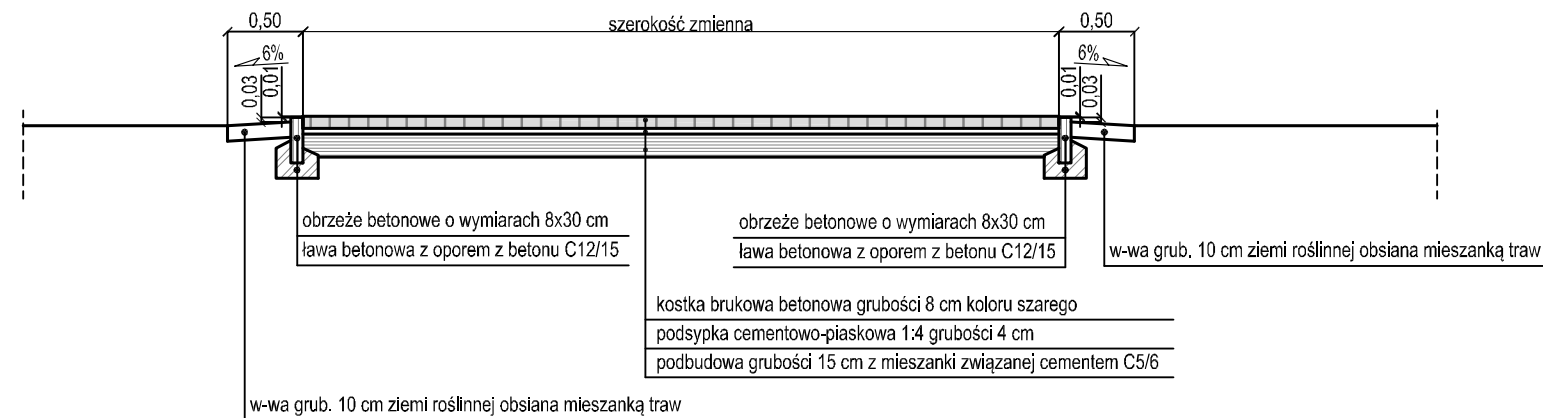 0,50
szerokość zmienna
0,50
6%
6%
0,03
0,01
0,01
0,03
obrzeże betonowe o wymiarach 8x30 cm
ława betonowa z oporem z betonu C12/15
obrzeże betonowe o wymiarach 8x30 cm
ława betonowa z oporem z betonu C12/15
w-wa grub. 10 cm ziemi roślinnej obsiana mieszanką traw
kostka brukowa betonowa grubości 8 cm koloru szarego
podsypka cementowo-piaskowa 1:4 grubości 4 cm
podbudowa grubości 15 cm z mieszanki związanej cementem C5/6
w-wa grub. 10 cm ziemi roślinnej obsiana mieszanką traw